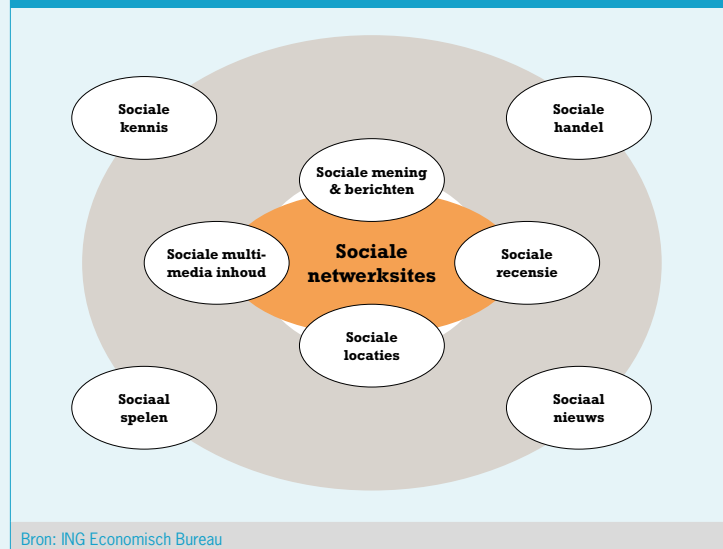 Sociale
kennis
Sociale
handel
Sociale mening
& berichten
Sociale multi-
media inhoud
Sociale
netwerksites
Sociale
recensie
Sociale
locaties
Sociaal
spelen
Sociaal
nieuws
Bron: ING Economisch Bureau